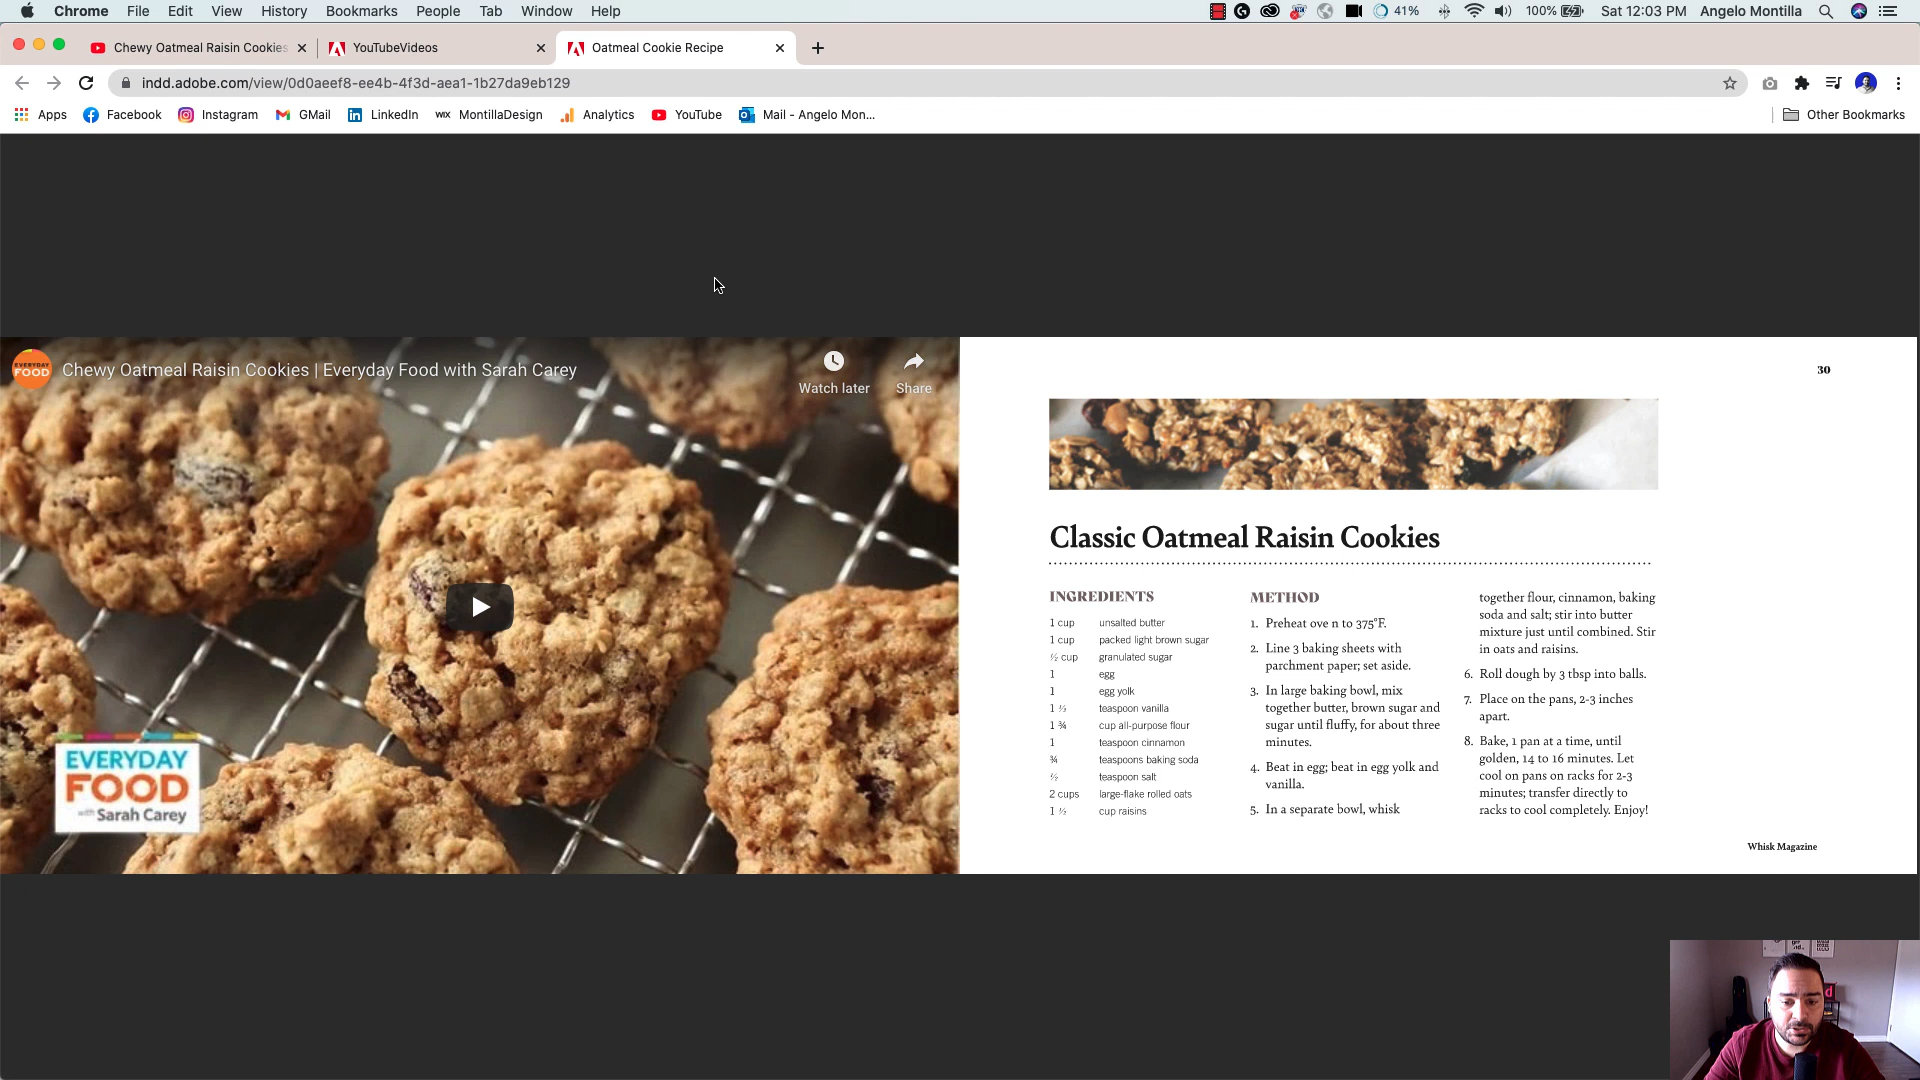 Chrome File Edit View History Bookmarks People Tab Window Help
41% 100% Sat 12:03 PM Angelo Montilla
Chewy Oatmeal Raisin Cookies
YouTubeVideos
Oatmeal Cookie Recipe
indd.adobe.com/view/0d0aeef8-ee4b-4f3d-aea1-1b27da9eb129
Apps Facebook Instagram GMail LinkedIn WIX MontillaDesign Analytics YouTube Mail - Angelo Mon... Other Bookmarks
EVERYDAY
FOOD
Chewy Oatmeal Raisin Cookies | Everyday Food with Sarah Carey
Watch later
Share
EVERYDAY
FOOD
with Sarah Carey
30
Classic Oatmeal Raisin Cookies
INGREDIENTS
1 cup unsalted butter
1 cup packed light brown sugar
½ cup granulated sugar
1 egg
1 egg yolk
1 ½ teaspoon vanilla
1 ¾ cup all-purpose flour
1 teaspoon cinnamon
¾ teaspoons baking soda
½ teaspoon salt
2 cups large-flake rolled oats
1 ½ cup raisins
METHOD
1. Preheat ove n to 375°F.
2. Line 3 baking sheets with
parchment paper; set aside.
3. In large baking bowl, mix
together butter, brown sugar and
sugar until fluffy, for about three
minutes.
4. Beat in egg; beat in egg yolk and
vanilla.
5. In a separate bowl, whisk
together flour, cinnamon, baking
soda and salt; stir into butter
mixture just until combined. Stir
in oats and raisins.
6. Roll dough by 3 tbsp into balls.
7. Place on the pans, 2-3 inches
apart.
8. Bake, 1 pan at a time, until
golden, 14 to 16 minutes. Let
cool on pans on racks for 2-3
minutes; transfer directly to
racks to cool completely. Enjoy!
Whisk Magazine